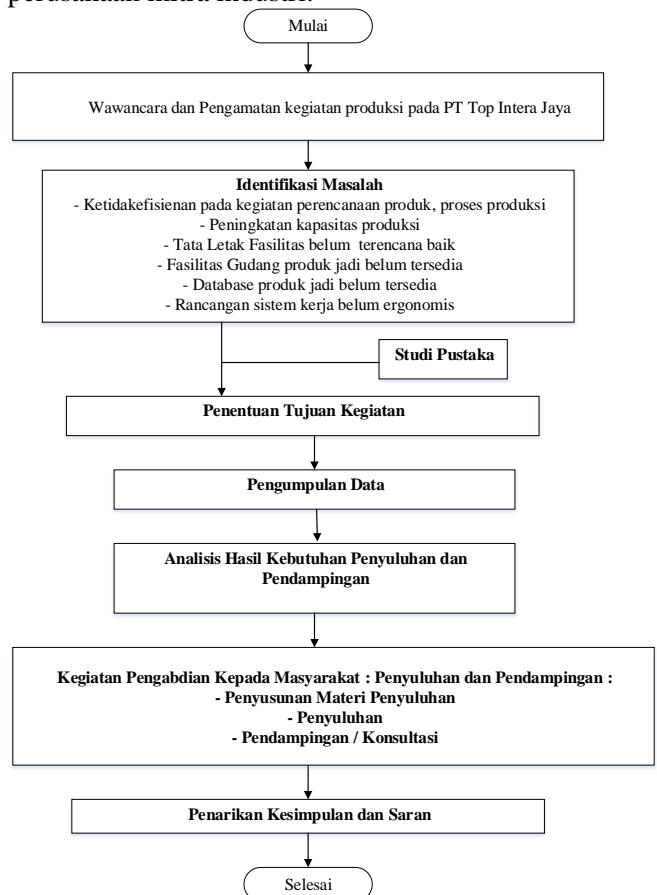 perusahaan mitra industri.
Mulai
Wawancara dan Pengamatan kegiatan produksi pada PT Top Intera Jaya
Identifikasi Masalah
- Ketidakefisienan pada kegiatan perencanaan produk, proses produksi
- Peningkatan kapasitas produksi
- Tata Letak Fasilitas belum terencana baik
- Fasilitas Gudang produk jadi belum tersedia
- Database produk jadi belum tersedia
- Rancangan sistem kerja belum ergonomis
Studi Pustaka
Penentuan Tujuan Kegiatan
Pengumpulan Data
Analisis Hasil Kebutuhan Penyuluhan dan
Pendampingan
Kegiatan Pengabdian Kepada Masyarakat : Penyuluhan dan Pendampingan :
- Penyusunan Materi Penyuluhan
- Penyuluhan
- Pendampingan / Konsultasi
Penarikan Kesimpulan dan Saran
Selesai